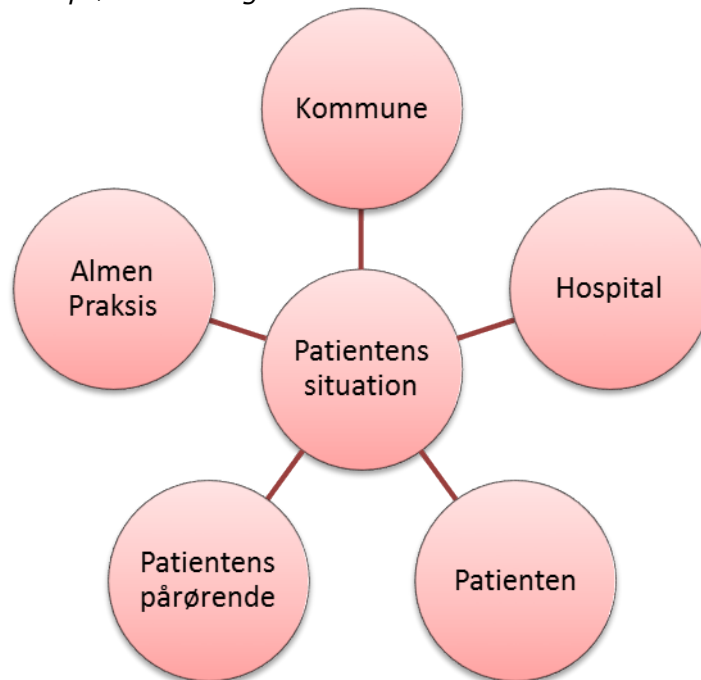 Kommune
Almen
Praksis
Hospital
Patientens
situation
Patientens
pårørende
Patienten